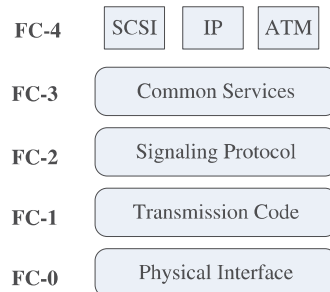 FC-4 SCSI IP ATM
FC-3 Common Services
FC-2 Signaling Protocol
FC-1 Transmission Code
FC-0 Physical Interface